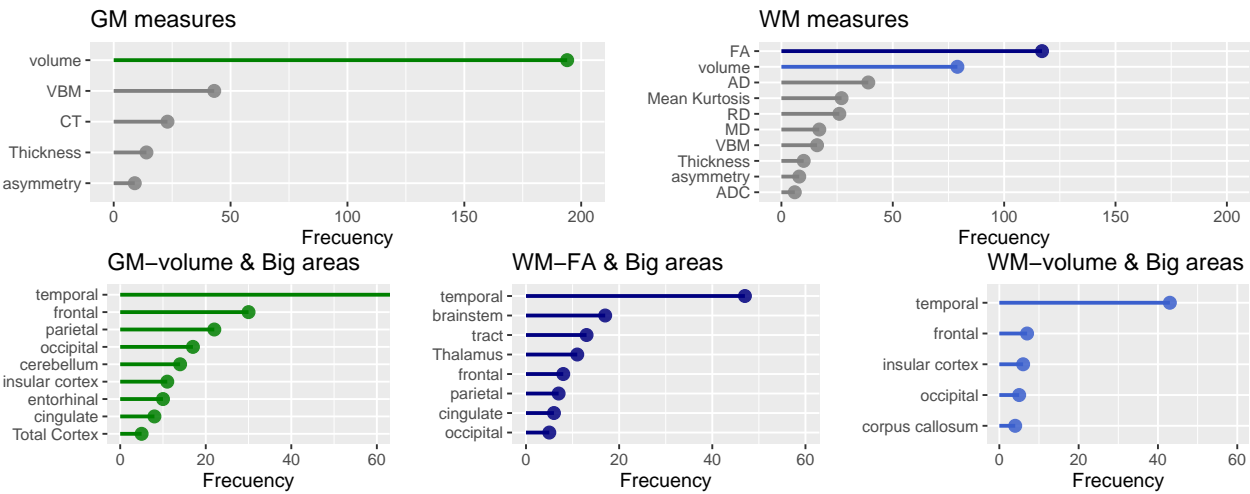 GM measures
volume
VBM
CT
Thickness
asymmetry
0 50 100 150 200
Frecuency
WM measures
FA
volume
AD
Mean Kurtosis
RD
MD
VBM
Thickness
asymmetry
ADC
0 50 100 150 200
Frecuency
GM−volume & Big areas
temporal
frontal
parietal
occipital
cerebellum
insular cortex
entorhinal
cingulate
Total Cortex
0 20 40 60
Frecuency
WM−FA & Big areas
temporal
brainstem
tract
Thalamus
frontal
parietal
cingulate
occipital
0 20 40 60
Frecuency
WM−volume & Big areas
temporal
frontal
insular cortex
occipital
corpus callosum
0 20 40 60
Frecuency